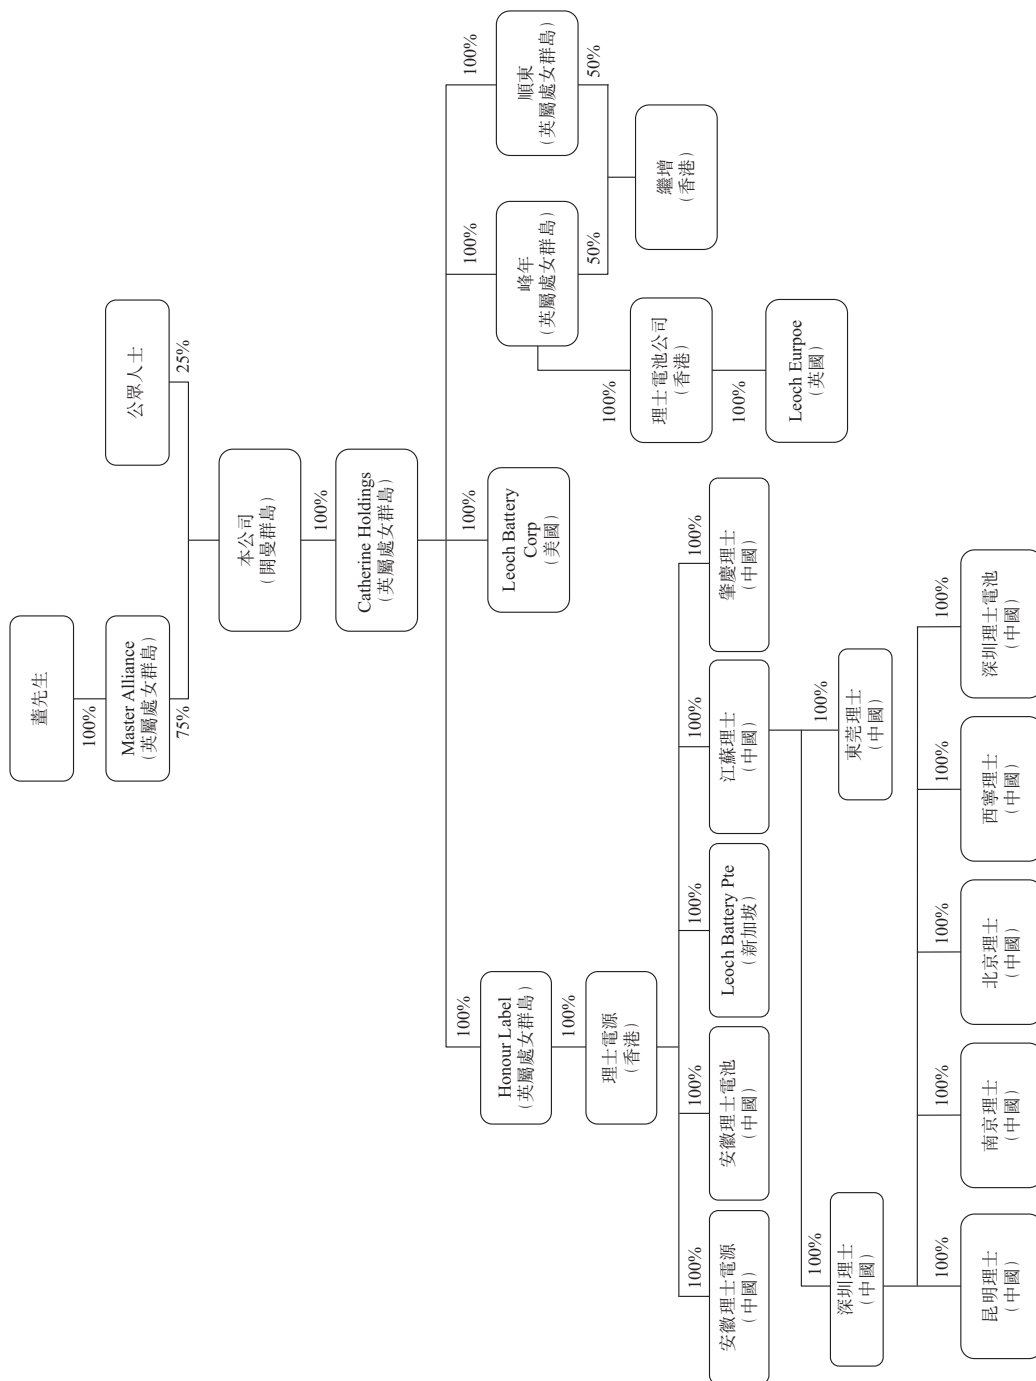 董先生
100%
Master Alliance
（英屬處女群島）
75%
公眾人士
25%
本公司
（開曼群島）
100%
Catherine Holdings
（英屬處女群島）
100%
Honour Label
（英屬處女群島）
100%
Leoch Battery
Corp
（美國）
100%
峰年
（英屬處女群島）
100%
順東
（英屬處女群島）
50%
50%
繼增
（香港）
100%
理士電池公司
（香港）
100%
Leoch Eurpoe
（英國）
100%
理士電源
（香港）
100%
安徽理士電源
（中國）
100%
安徽理士電池
（中國）
100%
Leoch Battery Pte
（新加坡）
100%
江蘇理士
（中國）
100%
肇慶理士
（中國）
100%
深圳理士
（中國）
100%
東莞理士
（中國）
100%
昆明理士
（中國）
100%
南京理士
（中國）
100%
北京理士
（中國）
100%
西寧理士
（中國）
100%
深圳理士電池
（中國）